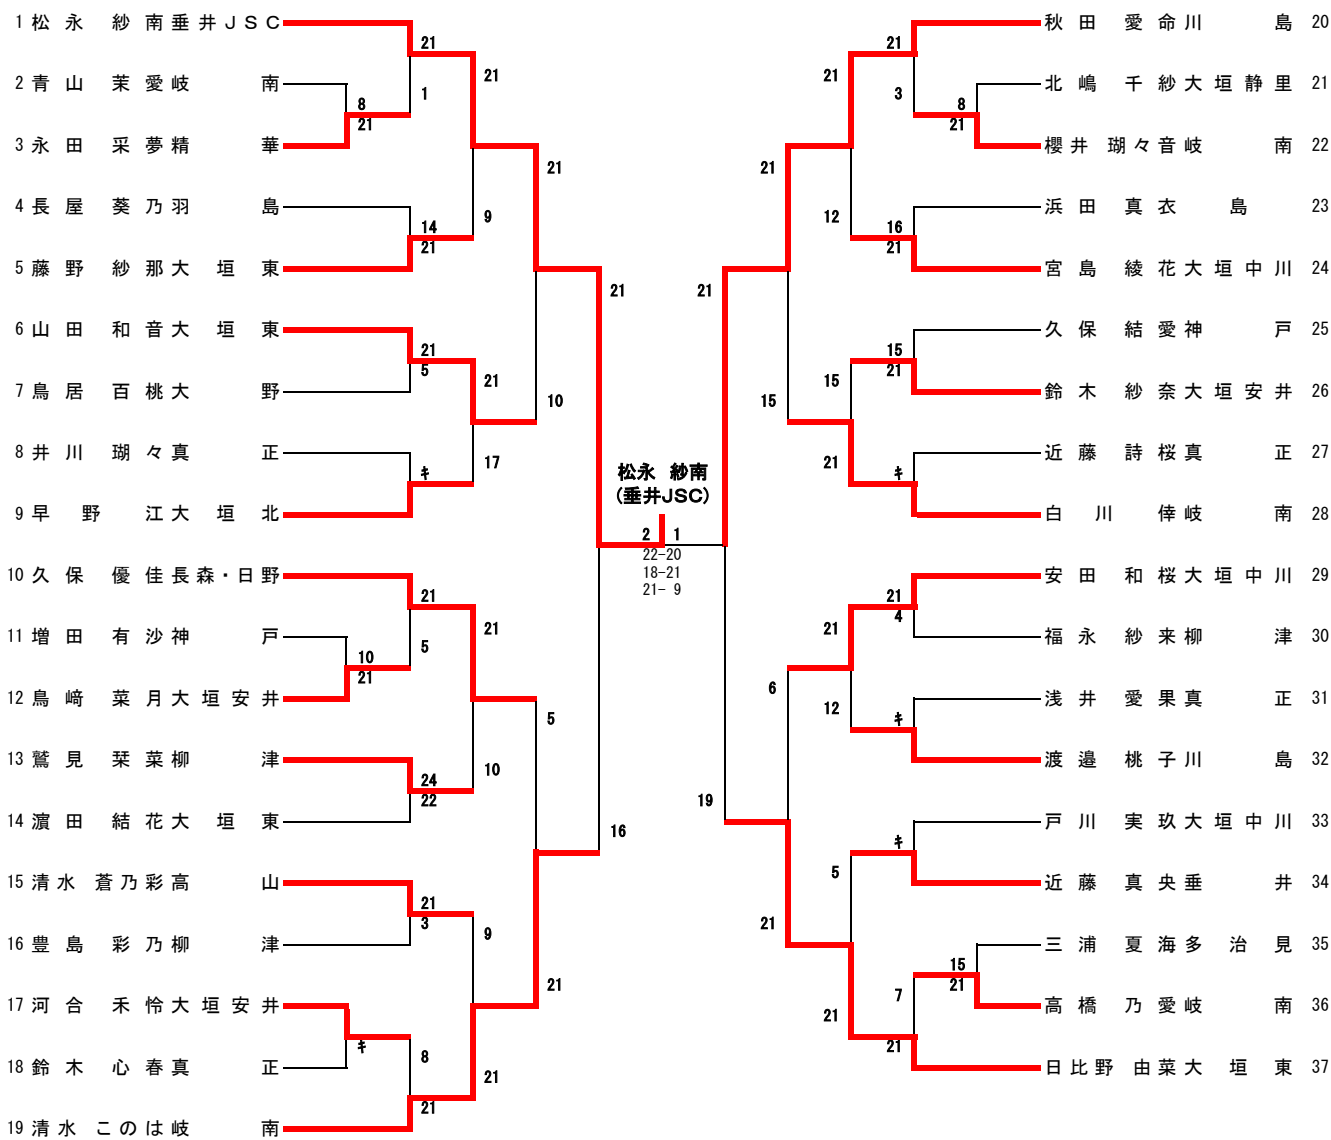 1 松 永 紗 南 垂井ＪＳＣ
21
21
2 青 山 茉 愛 岐 南
1
8
21
3 永 田 采 夢 精 華
21
4 長 屋 葵 乃 羽 島
9
14
21
5 藤 野 紗 那 大 垣 東
21
6 山 田 和 音 大 垣 東
21
5
21
7 鳥 居 百 桃 大 野
10
8 井 川 瑚 々 真 正
17
ｷ
9 早 野 江 大 垣 北
10 久 保 優 佳 長森・日野
21
21
11 増 田 有 沙 神 戸
5
10
21
12 鳥 﨑 菜 月 大 垣 安 井
5
13 鷲 見 栞 菜 柳 津
10
24
22
14 濵 田 結 花 大 垣 東
16
15 清 水 蒼 乃 彩 高 山
21
3
9
16 豊 島 彩 乃 柳 津
21
17 河 合 禾 怜 大 垣 安 井
ｷ
8
18 鈴 木 心 春 真 正
21
21
19 清 水 このは 岐 南
松永 紗南
(垂井JSC)
2 1
22-20
18-21
21- 9
秋 田 愛 命 川 島 20
21
21
北 嶋 千 紗 大 垣 静 里 21
3
8
21
櫻 井 瑚 々 音 岐 南 22
21
浜 田 真 衣 島 23
12
16
21
宮 島 綾 花 大 垣 中 川 24
21
久 保 結 愛 神 戸 25
15
21
15
鈴 木 紗 奈 大 垣 安 井 26
15
近 藤 詩 桜 真 正 27
21
ｷ
白 川 倖 岐 南 28
安 田 和 桜 大 垣 中 川 29
21
4
21
福 永 紗 来 柳 津 30
6
浅 井 愛 果 真 正 31
12
ｷ
渡 邉 桃 子 川 島 32
19
戸 川 実 玖 大 垣 中 川 33
ｷ
5
近 藤 真 央 垂 井 34
21
三 浦 夏 海 多 治 見 35
15
21
7
高 橋 乃 愛 岐 南 36
21
21
日 比 野 由 菜 大 垣 東 37